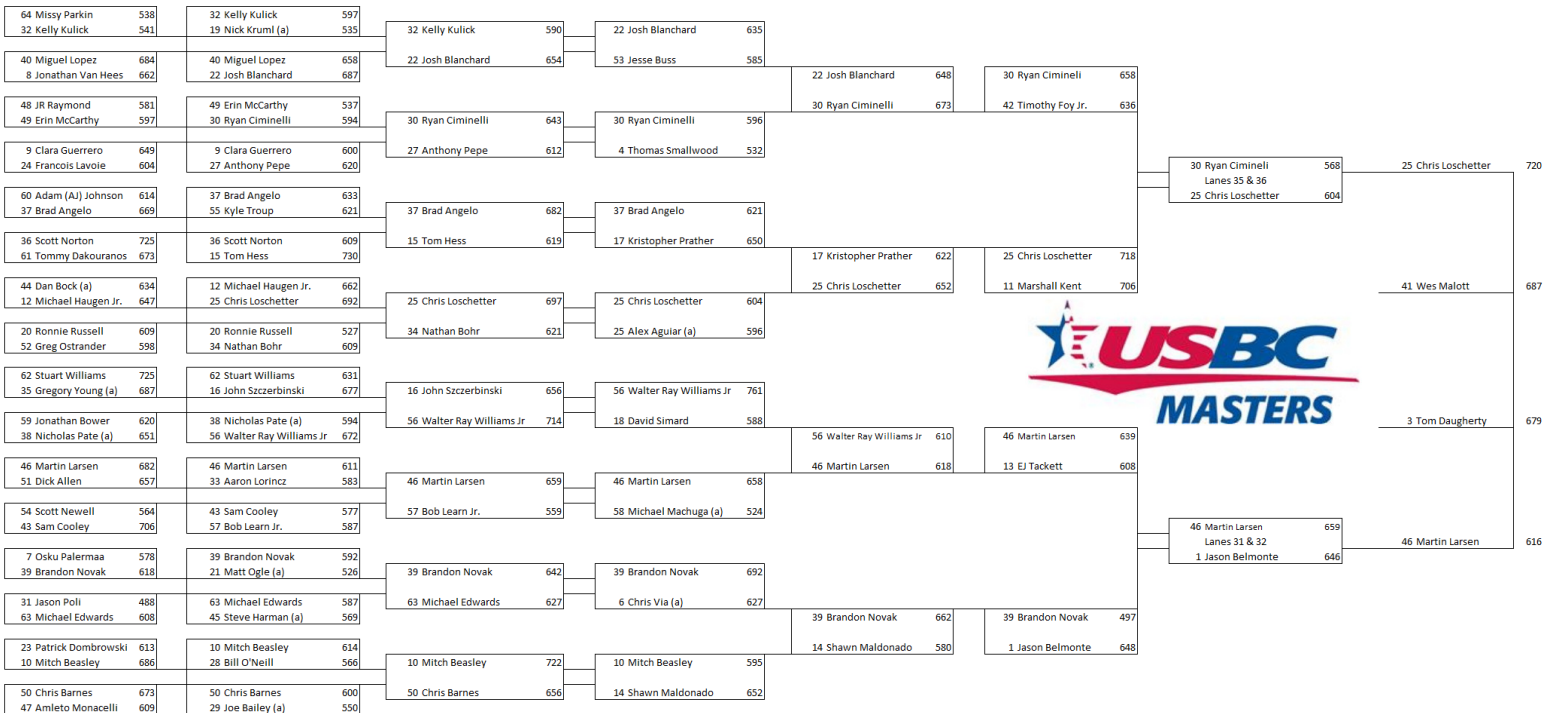 64 Missy Parkin 538
32 Kelly Kulick 541
40 Miguel Lopez 684
8 Jonathan Van Hees 662
48 JR Raymond 581
49 Erin McCarthy 597
9 Clara Guerrero 649
24 Francois Lavoie 604
60 Adam (AJ) Johnson 614
37 Brad Angelo 669
36 Scott Norton 725
61 Tommy Dakouranos 673
44 Dan Bock (a) 634
12 Michael Haugen Jr. 647
20 Ronnie Russell 609
52 Greg Ostrander 598
62 Stuart Williams 725
35 Gregory Young (a) 687
59 Jonathan Bower 620
38 Nicholas Pate (a) 651
46 Martin Larsen 682
51 Dick Allen 657
54 Scott Newell 564
43 Sam Cooley 706
7 Osku Palermaa 578
39 Brandon Novak 618
31 Jason Poli 488
63 Michael Edwards 608
23 Patrick Dombrowski 613
10 Mitch Beasley 686
50 Chris Barnes 673
47 Amleto Monacelli 609
32 Kelly Kulick 597
19 Nick Kruml (a) 535
40 Miguel Lopez 658
22 Josh Blanchard 687
49 Erin McCarthy 537
30 Ryan Ciminelli 594
9 Clara Guerrero 600
27 Anthony Pepe 620
37 Brad Angelo 633
55 Kyle Troup 621
36 Scott Norton 609
15 Tom Hess 730
12 Michael Haugen Jr. 662
25 Chris Loschetter 692
20 Ronnie Russell 527
34 Nathan Bohr 609
62 Stuart Williams 631
16 John Szczerbinski 677
38 Nicholas Pate (a) 594
56 Walter Ray Williams Jr 672
46 Martin Larsen 611
33 Aaron Lorincz 583
43 Sam Cooley 577
57 Bob Learn Jr. 587
39 Brandon Novak 592
21 Matt Ogle (a) 526
63 Michael Edwards 587
45 Steve Harman (a) 569
10 Mitch Beasley 614
28 Bill O'Neill 566
50 Chris Barnes 600
29 Joe Bailey (a) 550
32 Kelly Kulick 590
22 Josh Blanchard 654
30 Ryan Ciminelli 643
27 Anthony Pepe 612
37 Brad Angelo 682
15 Tom Hess 619
25 Chris Loschetter 697
34 Nathan Bohr 621
16 John Szczerbinski 656
56 Walter Ray Williams Jr 714
46 Martin Larsen 659
57 Bob Learn Jr. 559
39 Brandon Novak 642
63 Michael Edwards 627
10 Mitch Beasley 722
50 Chris Barnes 656
22 Josh Blanchard 635
53 Jesse Buss 585
30 Ryan Ciminelli 596
4 Thomas Smallwood 532
37 Brad Angelo 621
17 Kristopher Prather 650
25 Chris Loschetter 604
25 Alex Aguiar (a) 596
56 Walter Ray Williams Jr 761
18 David Simard 588
46 Martin Larsen 658
58 Michael Machuga (a) 524
39 Brandon Novak 692
6 Chris Via (a) 627
10 Mitch Beasley 595
14 Shawn Maldonado 652
22 Josh Blanchard 648
30 Ryan Ciminelli 673
17 Kristopher Prather 622
25 Chris Loschetter 652
56 Walter Ray Williams Jr 610
46 Martin Larsen 618
39 Brandon Novak 662
14 Shawn Maldonado 580
30 Ryan Cimineli 658
42 Timothy Foy Jr. 636
25 Chris Loschetter 718
11 Marshall Kent 706
46 Martin Larsen 639
13 EJ Tackett 608
39 Brandon Novak 497
1 Jason Belmonte 648
30 Ryan Cimineli 568
Lanes 35 & 36
25 Chris Loschetter 604
USBC
MASTERS
46 Martin Larsen 659
Lanes 31 & 32
1 Jason Belmonte 646
25 Chris Loschetter 720
41 Wes Malott 687
3 Tom Daugherty 679
46 Martin Larsen 616